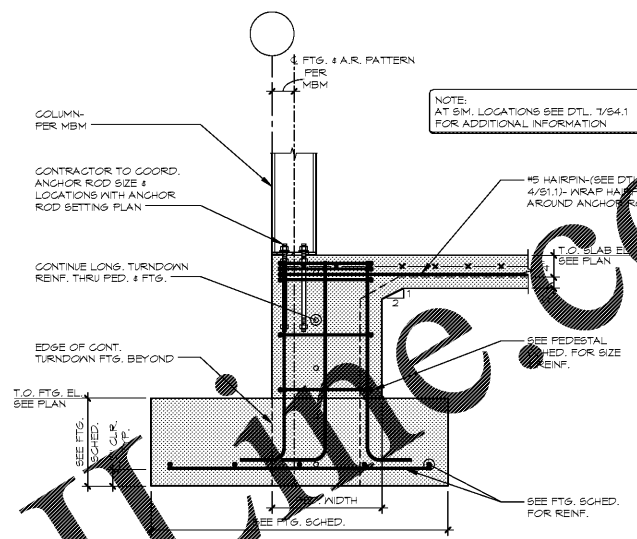 ℄ FTG. & A.R. PATTERN
PER
MBM
NOTE:
AT SIM. LOCATIONS SEE DTL. 7/S4.1
FOR ADDITIONAL INFORMATION
COLUMN-
PER MBM
CONTRACTOR TO COORD.
ANCHOR ROD SIZE &
LOCATIONS WITH ANCHOR
ROD SETTING PLAN
#5 HAIRPIN-(SEE DTL
4/S1.1)- WRAP
AROUND ANCHOR
T.O. SLAB EL.
SEE PLAN
CONTINUE LONG. TURNDOWN
REINF. THRU PED. & FTG.
1
2
EDGE OF CONT.
TURNDOWN FTG. BEYOND
SEE PEDESTAL
SCHED. FOR SIZE
& REINF.
T.O. FTG. EL.
SEE PLAN
SEE FTG.
SCHED.
CLR.
WIDTH
SEE FTG. SCHED.
SEE FTG. SCHED.
FOR REINF.
Line.co